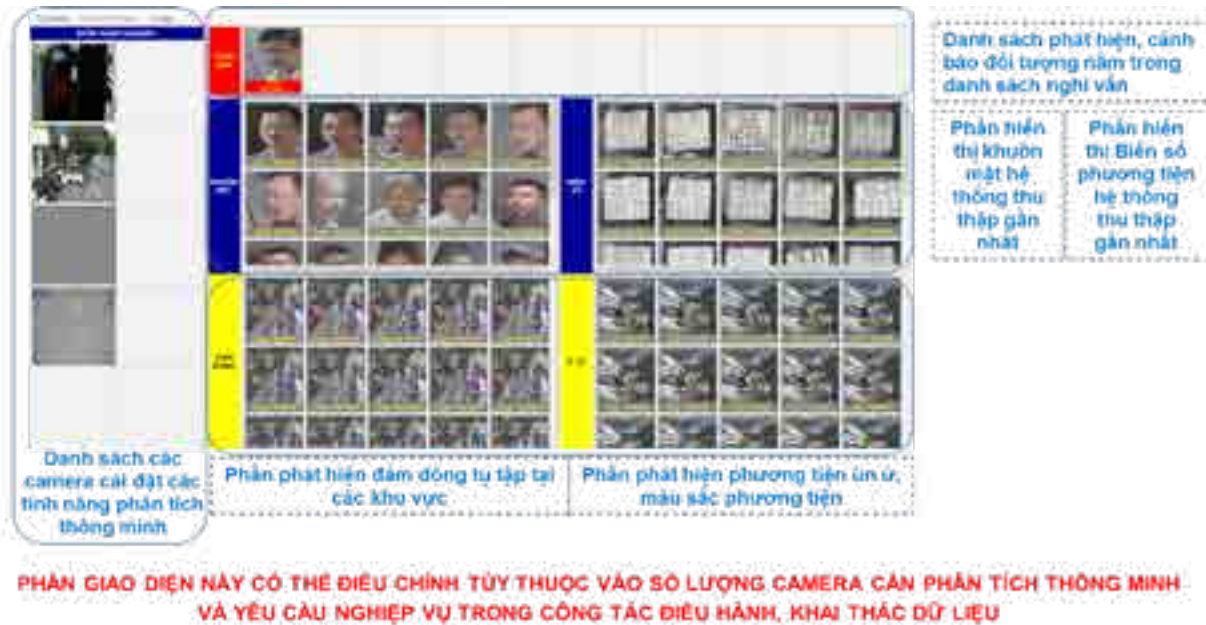 Danh sách phát hiện, cảnh
báo đối tượng nằm trong
danh sách nghi vấn
Phần hiển
thị khuôn
mặt hệ
thống thu
thập gần
nhất
Phần hiển
thị Biển số
phương tiện
hệ thống
thu thập
gần nhất
Danh sách các
camera cài đặt các
tính năng phân tích
thông minh
Phần phát hiện đám đông tụ tập tại
các khu vực
Phần phát hiện phương tiện ùn ứ,
màu sắc phương tiện
PHẦN GIAO DIỆN NÀY CÓ THỂ ĐIỀU CHỈNH TÙY THUỘC VÀO SỐ LƯỢNG CAMERA CẦN PHÂN TÍCH THÔNG MINH
VÀ YÊU CẦU NGHIỆP VỤ TRONG CÔNG TÁC ĐIỀU HÀNH, KHAI THÁC DỮ LIỆU